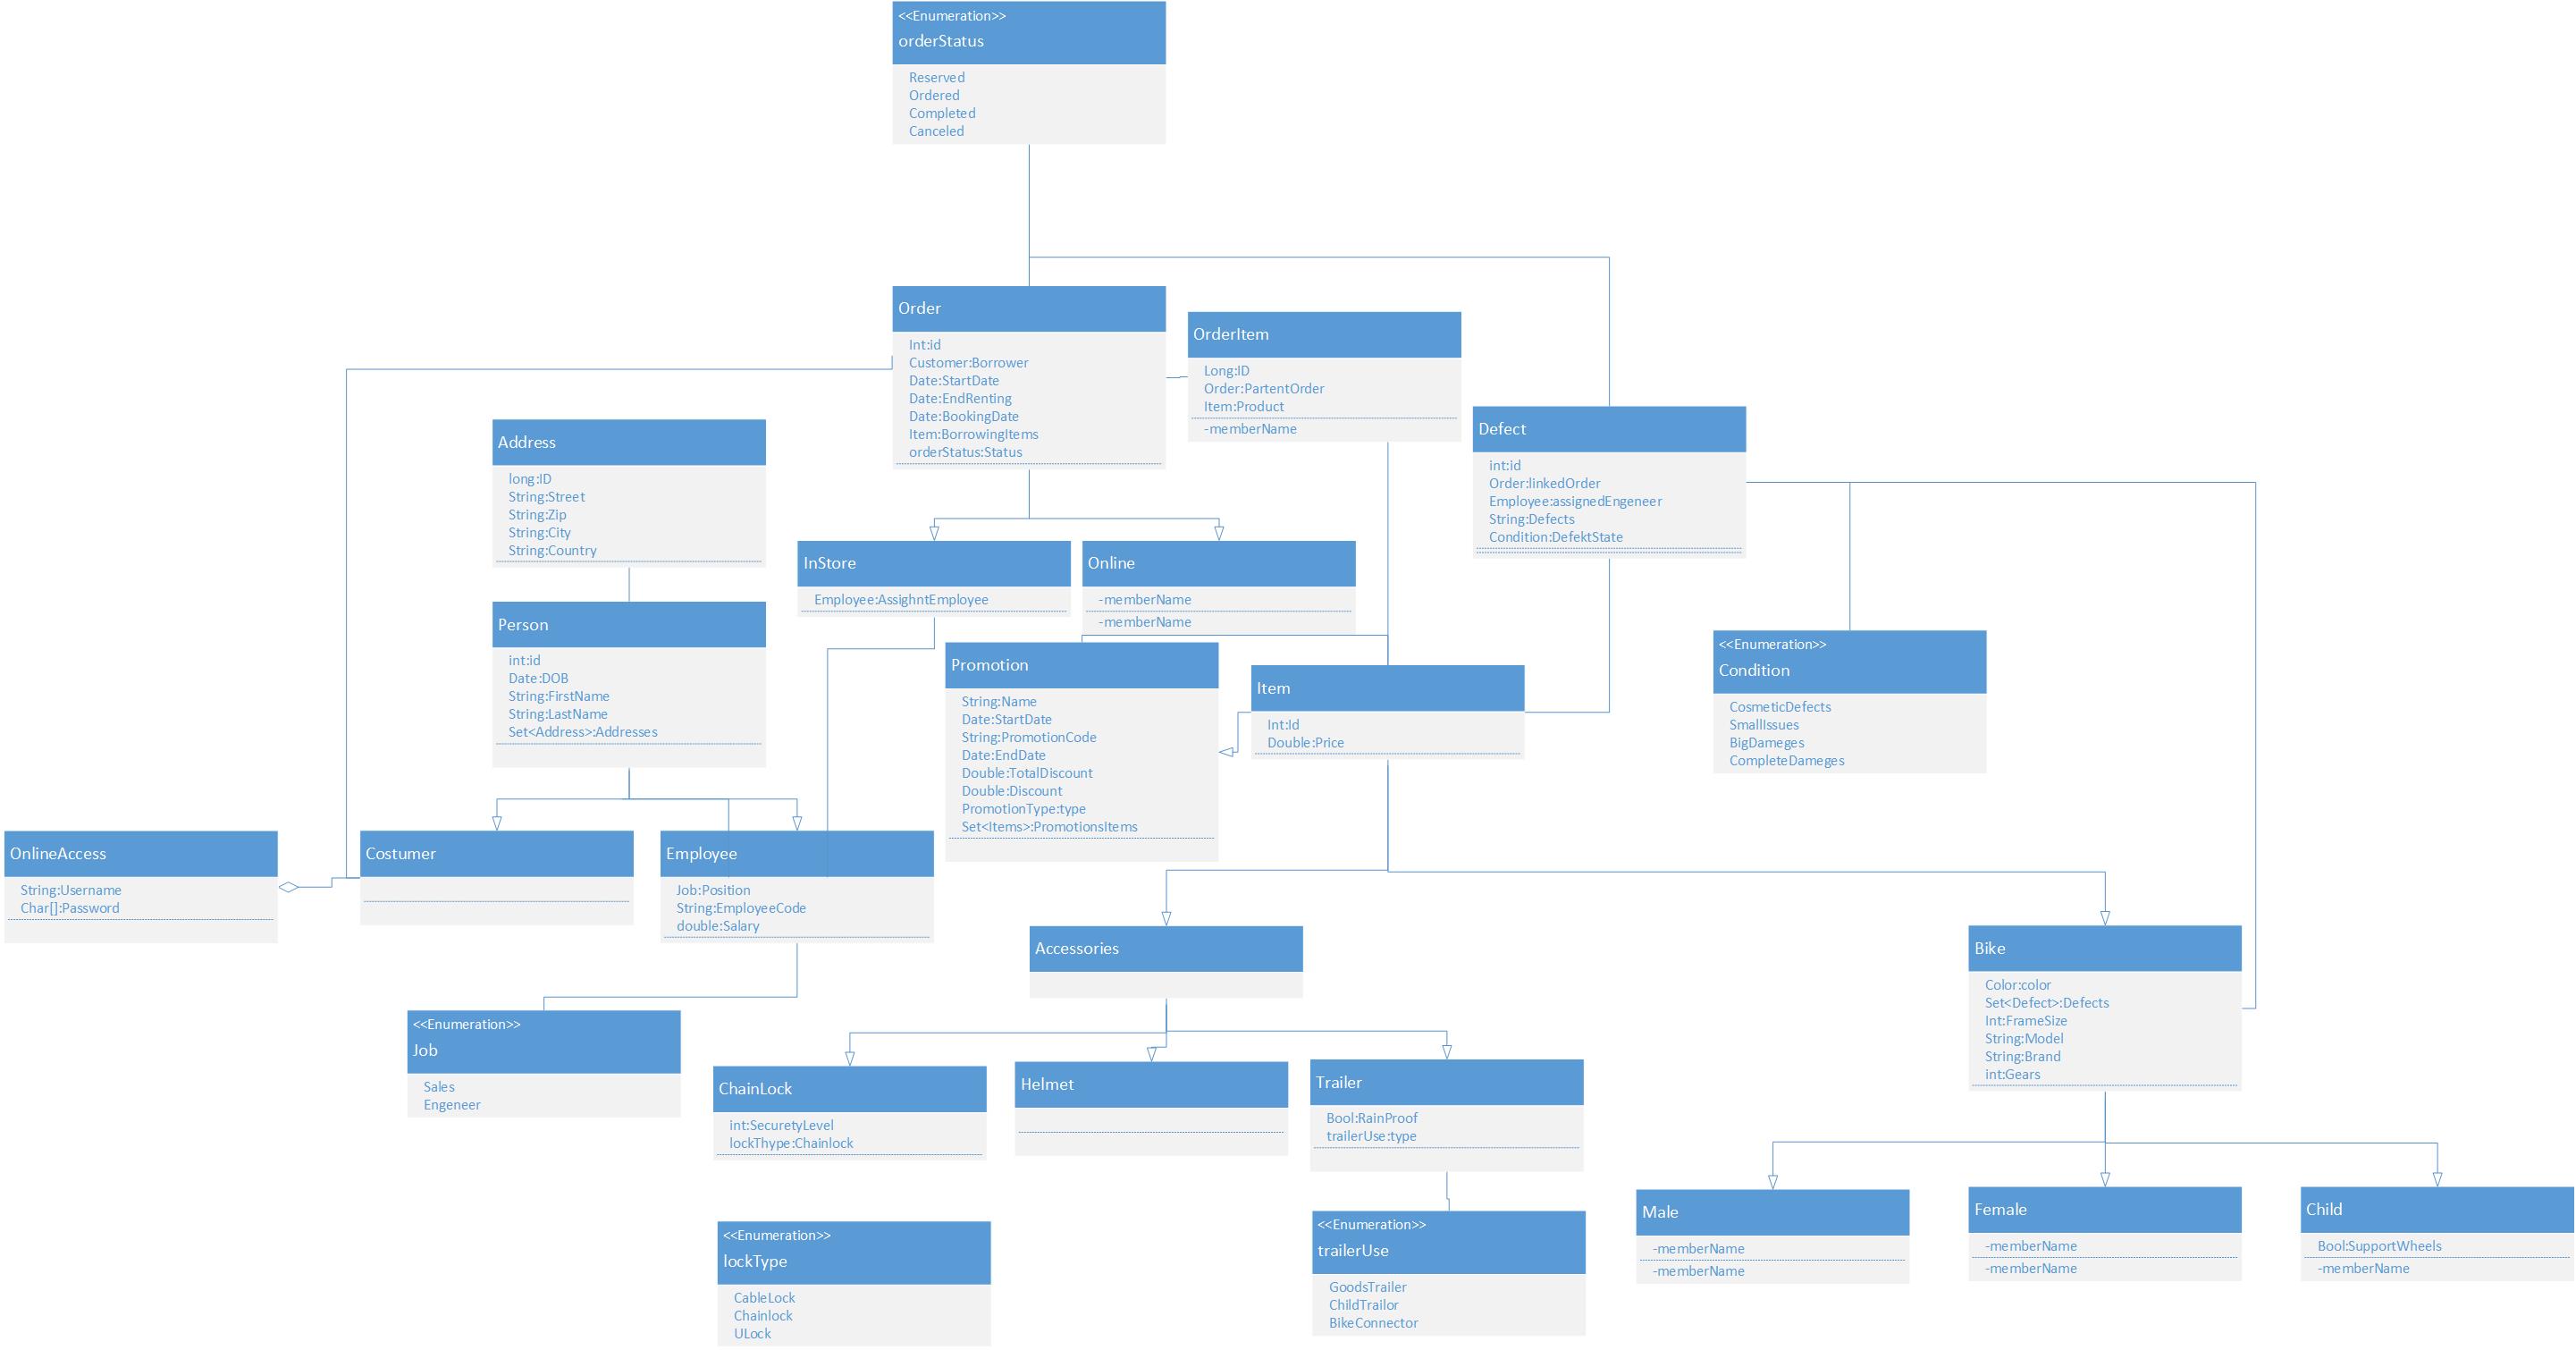 <<Enumeration>>
orderStatus
Reserved
Ordered
Completed
Canceled
Order
Int:id
Customer:Borrower
Date:StartDate
Date:EndRenting
Date:BookingDate
Item:BorrowingItems
orderStatus:Status
OrderItem
Long:ID
Order:PartentOrder
Item:Product
-memberName
Defect
int:id
Order:linkedOrder
Employee:assignedEngeneer
String:Defects
Condition:DefektState
Address
long:ID
String:Street
String:Zip
String:City
String:Country
InStore
Employee:AssighntEmployee
Online
-memberName
-memberName
Person
int:id
Date:DOB
String:FirstName
String:LastName
Set<Address>:Addresses
Promotion
String:Name
Date:StartDate
String:PromotionCode
Date:EndDate
Double:TotalDiscount
Double:Discount
PromotionType:type
Set<Items>:PromotionsItems
Item
Int:Id
Double:Price
<<Enumeration>>
Condition
CosmeticDefects
SmallIssues
BigDameges
CompleteDameges
OnlineAccess
String:Username
Char[]:Password
Costumer
Employee
Job:Position
String:EmployeeCode
double:Salary
Accessories
Bike
Color:color
Set<Defect>:Defects
Int:FrameSize
String:Model
String:Brand
int:Gears
<<Enumeration>>
Job
Sales
Engeneer
ChainLock
int:SecuretyLevel
lockThype:Chainlock
Helmet
Trailer
Bool:RainProof
trailerUse:type
Male
-memberName
-memberName
Female
-memberName
-memberName
Child
Bool:SupportWheels
-memberName
<<Enumeration>>
lockType
CableLock
Chainlock
ULock
<<Enumeration>>
trailerUse
GoodsTrailer
ChildTrailor
BikeConnector